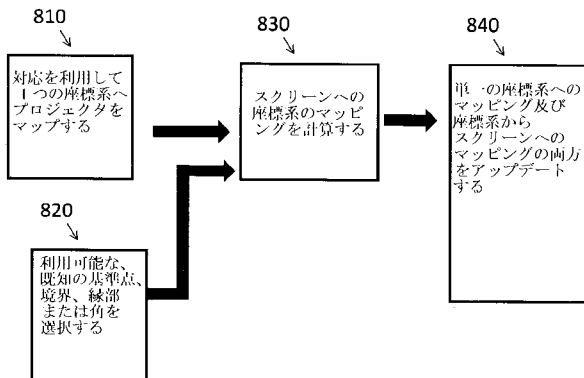 810
対応を利用して
1つの座標系へ
プロジェクタを
マップする
820
利用可能な、
既知の基準点、
境界、縁部
または角を
選択する
830
スクリーンへの
座標系のマッピ
ングを計算する
840
単一の座標系への
マッピング及び
座標系から
スクリーンへの
マッピングの両方
をアップデート
する